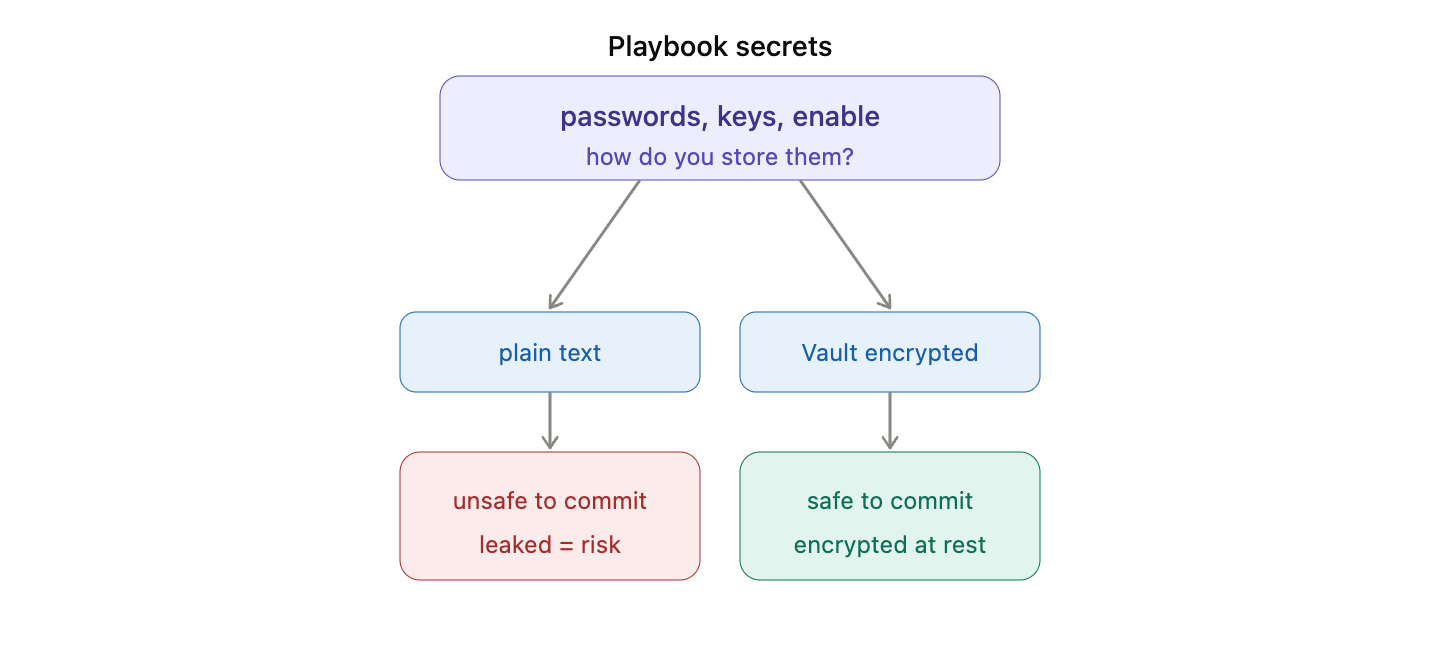 Playbook secrets
passwords, keys, enable
how do you store them?
plain text
Vault encrypted
unsafe to commit
leaked = risk
safe to commit
encrypted at rest